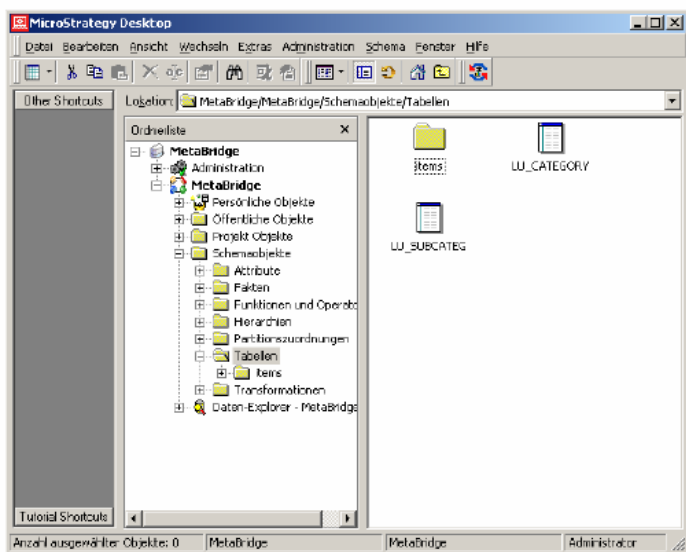 MicroStrategy Desktop
Datei Bearbeiten Ansicht Wechseln Extras Administration Schema Fenster Hilfe
Other Shortcuts
Lokation: MetaBridge/MetaBridge/Schemaobjekte/Tabellen
Ordnerliste
MetaBridge
Administration
MetaBridge
Persönliche Objekte
Öffentliche Objekte
Projekt Objekte
Schemaobjekte
Attribute
Fakten
Funktionen und Operato
Hierarchien
Partitionszuordnungen
Tabellen
items
Transformationen
Daten-Explorer - MetaBridge
items
LU_CATEGORY
LU_SUBCATEG
Tutorial Shortcuts
Anzahl ausgewählter Objekte: 0 MetaBridge MetaBridge Administrator